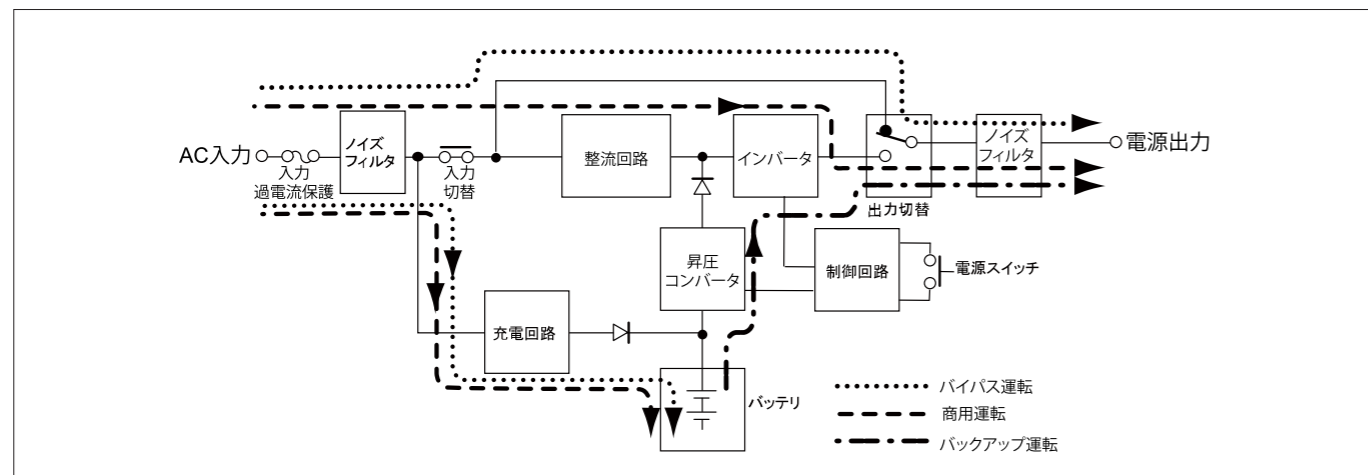 AC入力
入力
過電流保護
ノイズ
フィルタ
入力
切替
整流回路
インバータ
出力切替
ノイズ
フィルタ
電源出力
昇圧
コンバータ
制御回路
電源スイッチ
充電回路
バッテリ
バイパス運転
商用運転
バックアップ運転